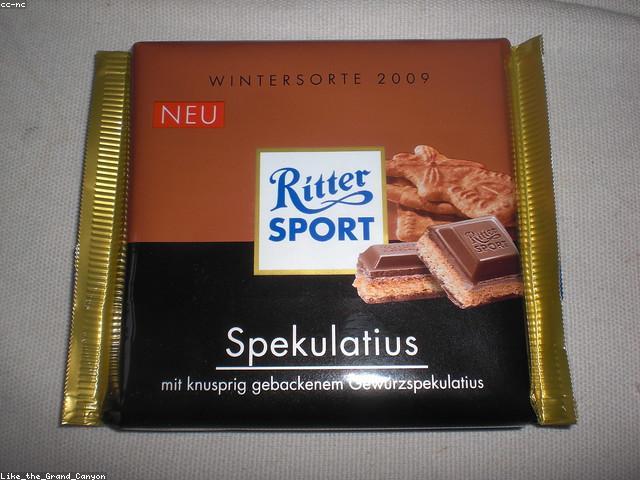 cc-nc
WINTERSORTE 2009
NEU
Ritter
SPORT
Ritter
SPORT
Spekulatius
mit knusprig gebackenem Gewürzspekulatius
Like_the_Grand_Canyon